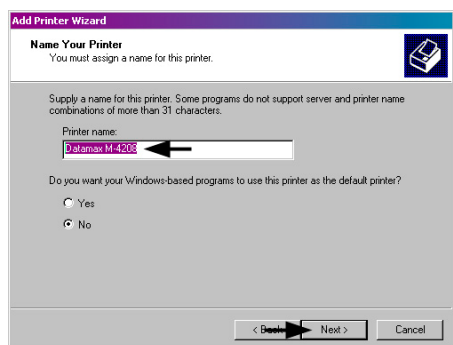 Add Printer Wizard
Name Your Printer
You must assign a name for this printer.
Supply a name for this printer. Some programs do not support server and printer name
combinations of more than 31 characters.
Printer name:
Datamax M-4208
Do you want your Windows-based programs to use this printer as the default printer?
Yes
No
< Back Next > Cancel